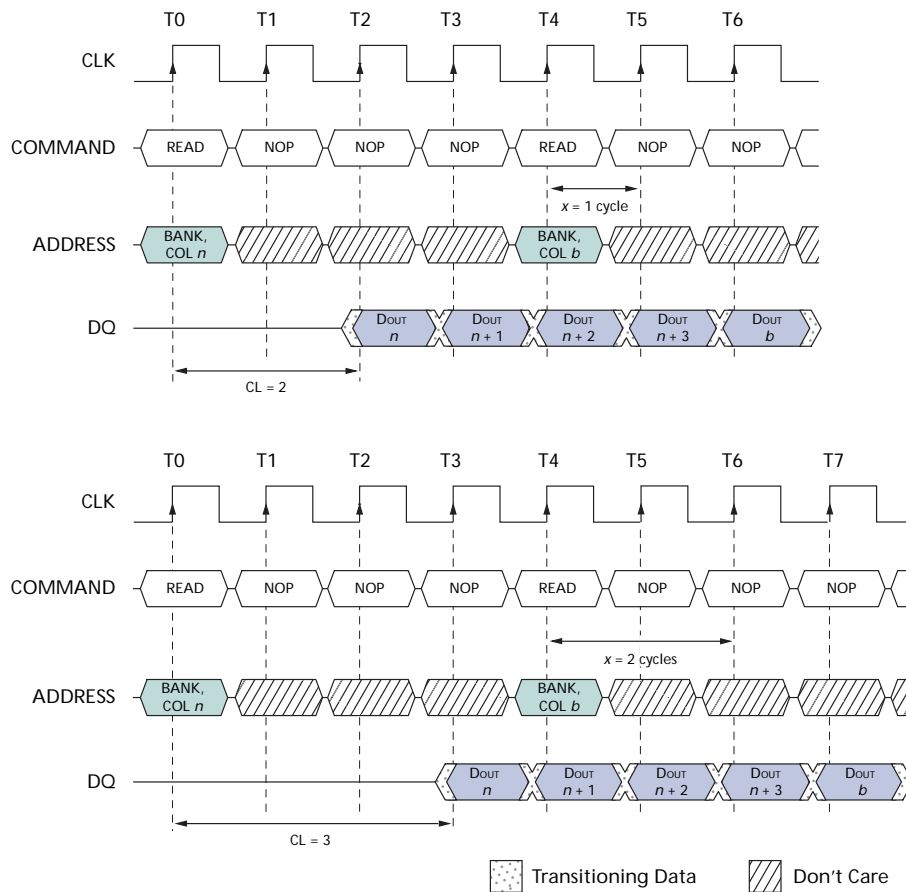 T0 T1 T2 T3 T4 T5 T6
CLK
COMMAND READ NOP NOP NOP READ NOP NOP
x = 1 cycle
ADDRESS BANK, COL n BANK, COL b
DQ DOUT n DOUT n + 1 DOUT n + 2 DOUT n + 3 DOUT b
CL = 2
T0 T1 T2 T3 T4 T5 T6 T7
CLK
COMMAND READ NOP NOP NOP READ NOP NOP NOP
x = 2 cycles
ADDRESS BANK, COL n BANK, COL b
DQ DOUT n DOUT n + 1 DOUT n + 2 DOUT n + 3 DOUT b
CL = 3
Transitioning Data Don't Care